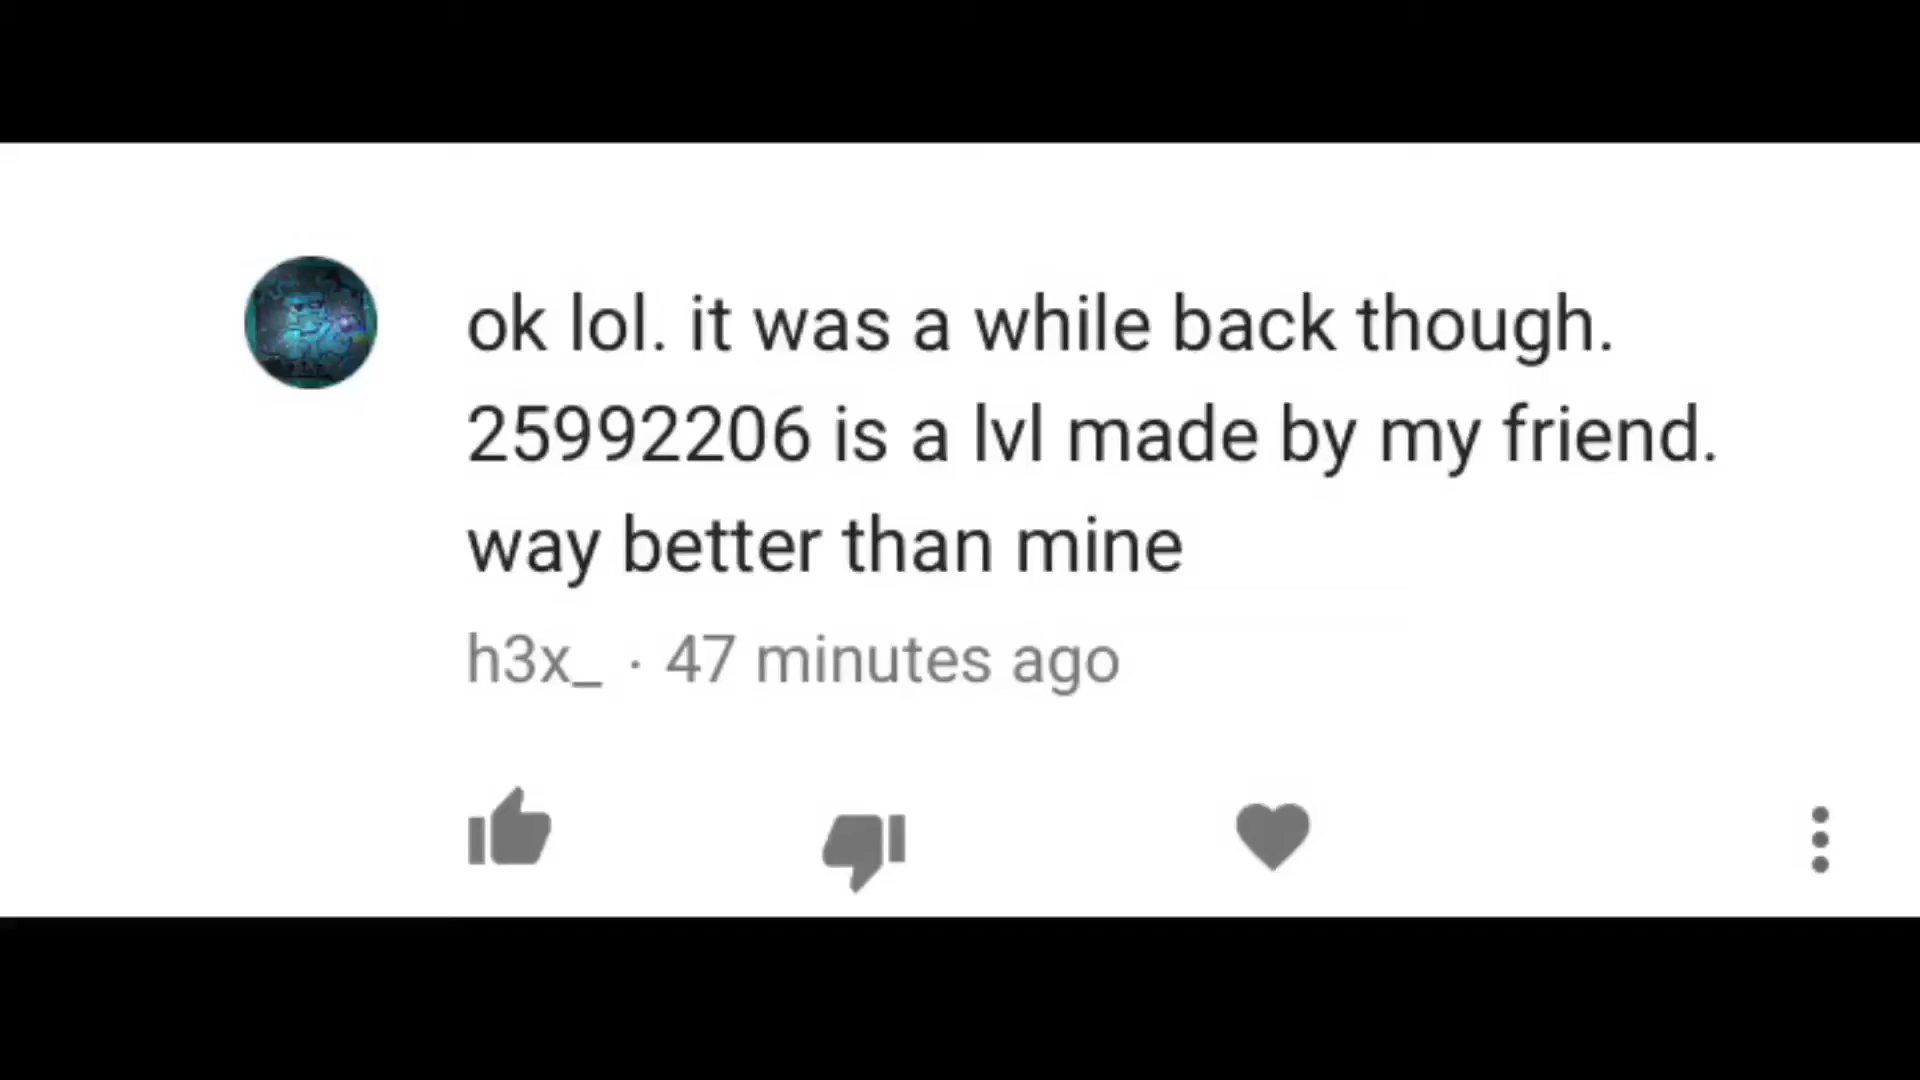 ok lol. it was a while back though.
25992206 is a lvl made by my friend.
way better than mine
h3x_ · 47 minutes ago